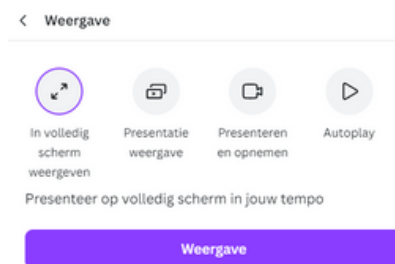 Weergave
In volledig
scherm
weergeven
Presentatie
weergave
Presenteren
en opnemen
Autoplay
Presenteer op volledig scherm in jouw tempo
Weergave